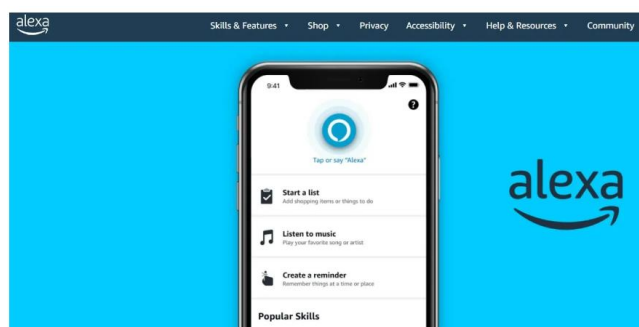 alexa
Skills & Features Shop Privacy Accessibility Help & Resources Community
9:41
?
Tap or say "Alexa"
Start a list
Add shopping items or things to do
Listen to music
Play your favorite song or artist
Create a reminder
Remember things at a time or place
Popular Skills
alexa